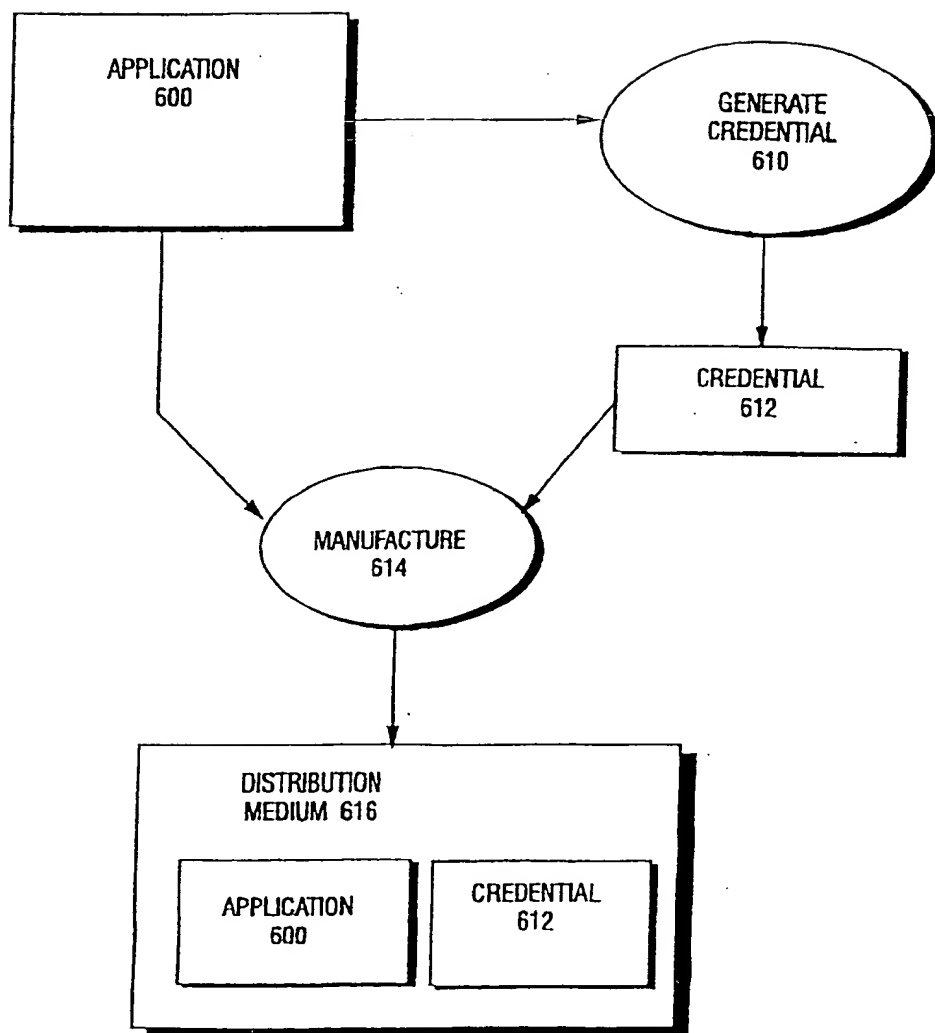 APPLICATION
600
GENERATE
CREDENTIAL
610
CREDENTIAL
612
MANUFACTURE
614
DISTRIBUTION
MEDIUM 616
APPLICATION
600
CREDENTIAL
612